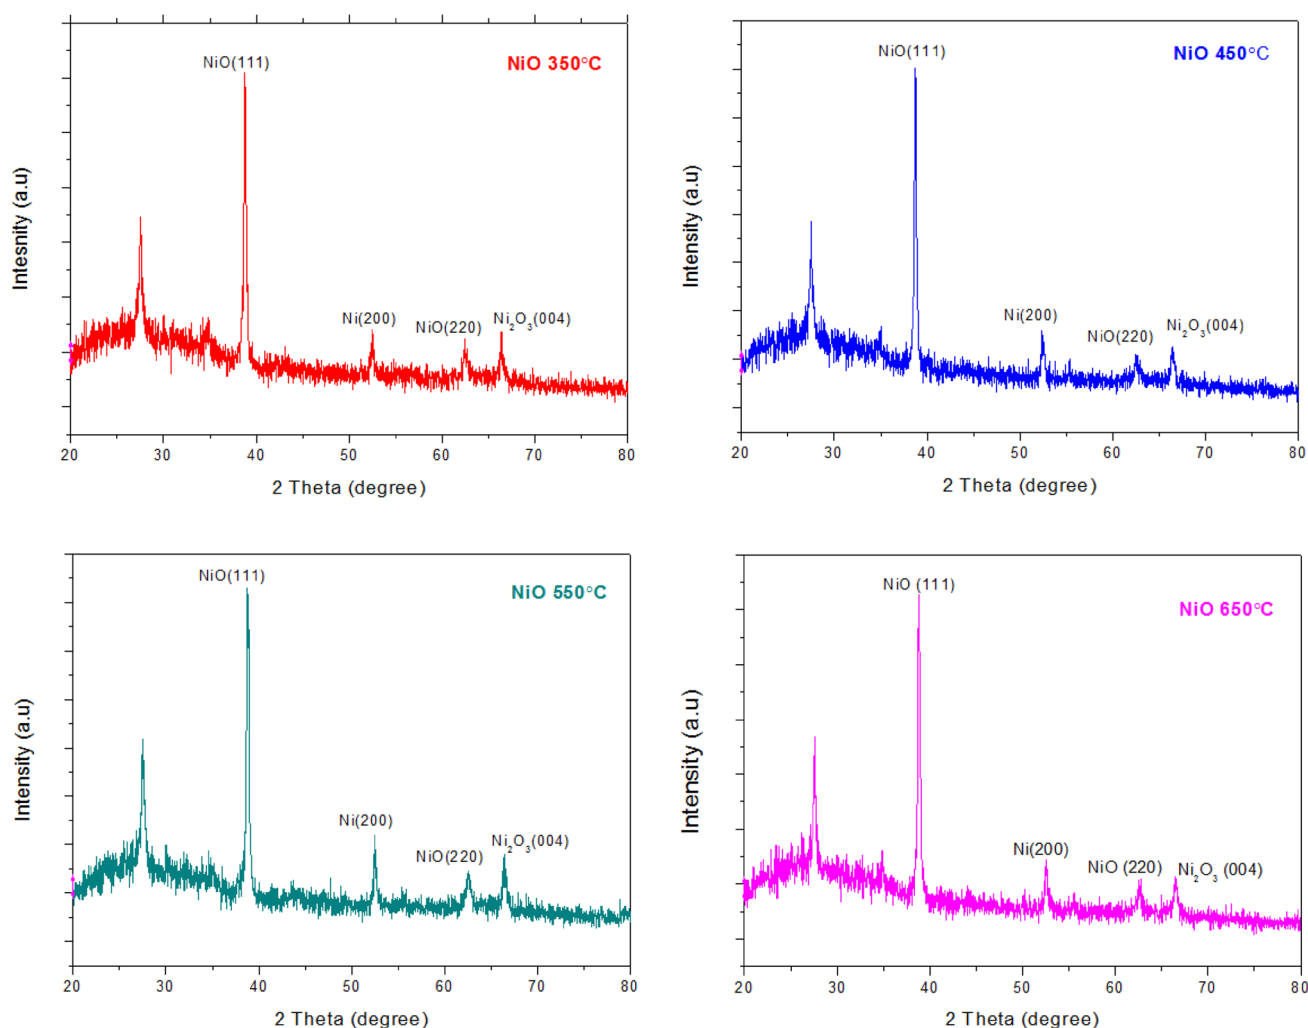 NiO(111)
NiO 350°C
Ni(200)
NiO(220)
Ni₂O₃(004)
Intesnity (a.u)
20 30 40 50 60 70 80
2 Theta (degree)
NiO(111)
NiO 450°C
Ni(200)
NiO(220)
Ni₂O₃(004)
Intensity (a.u)
20 30 40 50 60 70 80
2 Theta (degree)
NiO(111)
NiO 550°C
Ni(200)
NiO(220)
Ni₂O₃(004)
Intensity (a.u)
20 30 40 50 60 70 80
2 Theta (degree)
NiO (111)
NiO 650°C
Ni(200)
NiO (220)
Ni₂O₃ (004)
Intensity (a.u)
20 30 40 50 60 70 80
2 Theta (degree)